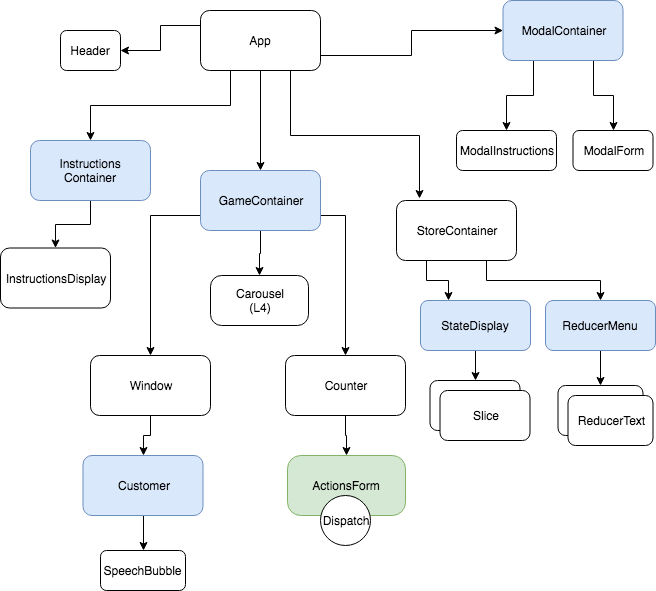 App
ModalContainer
Header
ModalInstructions
ModalForm
Instructions
Container
GameContainer
StoreContainer
InstructionsDisplay
Carousel
(L4)
StateDisplay
ReducerMenu
Window
Counter
Slice
ReducerText
Customer
ActionsForm
Dispatch
SpeechBubble